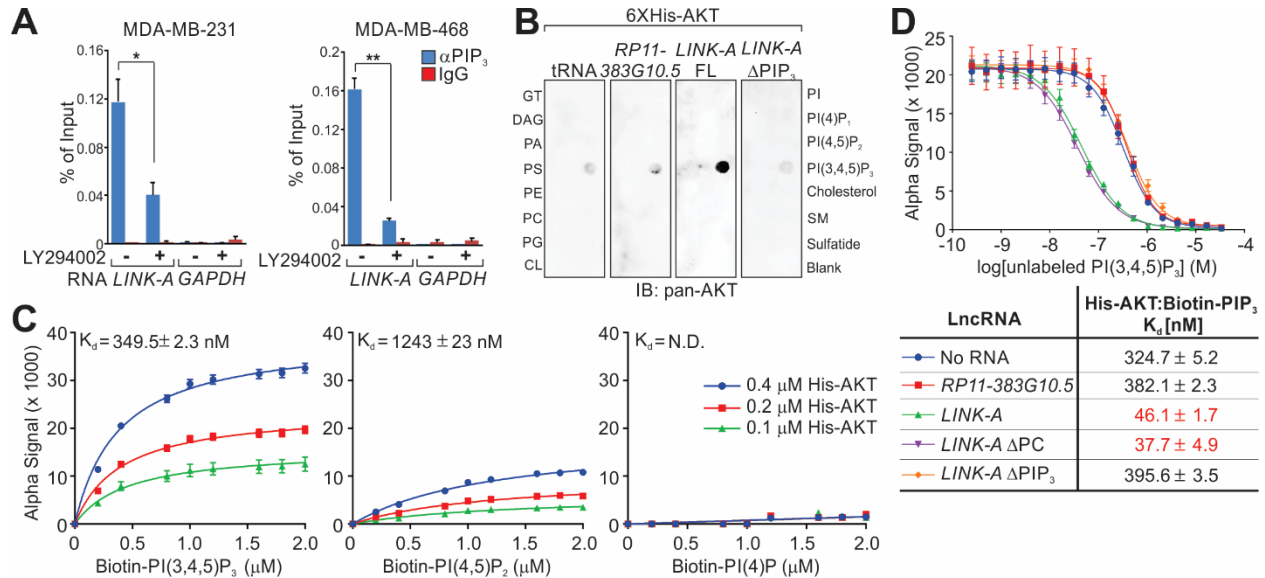 A
MDA-MB-231
MDA-MB-468
αPIP₃
IgG
% of Input
0.16
0.12
0.08
0.04
0
% of Input
0.2
0.16
0.12
0.08
0.04
0
*
**
LY294002 - + - +
RNA LINK-A GAPDH
LY294002 - + - +
LINK-A GAPDH
B
6XHis-AKT
RP11- LINK-A LINK-A
tRNA 383G10.5 FL ΔPIP₃
GT PI
DAG PI(4)P₁
PA PI(4,5)P₂
PS PI(3,4,5)P₃
PE Cholesterol
PC SM
PG Sulfatide
CL Blank
IB: pan-AKT
C
Alpha Signal (x 1000)
40
30
20
10
0
K_d = 349.5± 2.3 nM
0 0.5 1.0 1.5 2.0
Biotin-PI(3,4,5)P₃ (μM)
40
30
20
10
0
K_d = 1243 ± 23 nM
0 0.5 1.0 1.5 2.0
Biotin-PI(4,5)P₂ (μM)
40
30
20
10
0
K_d = N.D.
0.4 μM His-AKT
0.2 μM His-AKT
0.1 μM His-AKT
0 0.5 1.0 1.5 2.0
Biotin-PI(4)P (μM)
D
Alpha Signal (x 1000)
25
20
15
10
5
0
-10 -9 -8 -7 -6 -5 -4
log[unlabeled PI(3,4,5)P₃] (M)
LncRNA His-AKT:Biotin-PIP₃
K_d [nM]
No RNA 324.7 ± 5.2
RP11-383G10.5 382.1 ± 2.3
LINK-A 46.1 ± 1.7
LINK-A ΔPC 37.7 ± 4.9
LINK-A ΔPIP₃ 395.6 ± 3.5